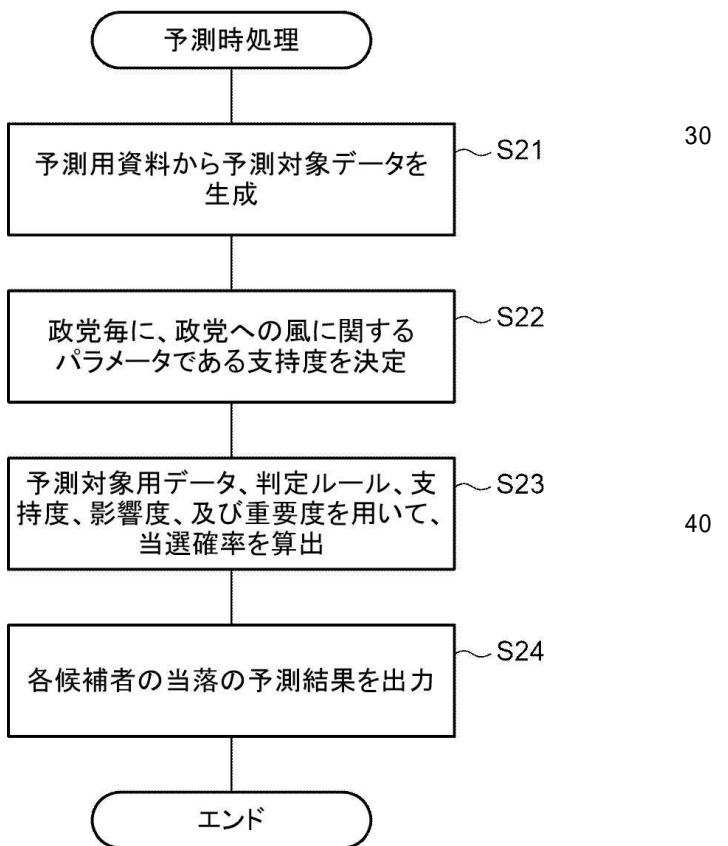 予測時処理
予測用資料から予測対象データを
生成
S21
30
政党毎に、政党への風に関する
パラメータである支持度を決定
S22
予測対象用データ、判定ルール、支
持度、影響度、及び重要度を用いて、
当選確率を算出
S23
40
各候補者の当落の予測結果を出力
S24
エンド